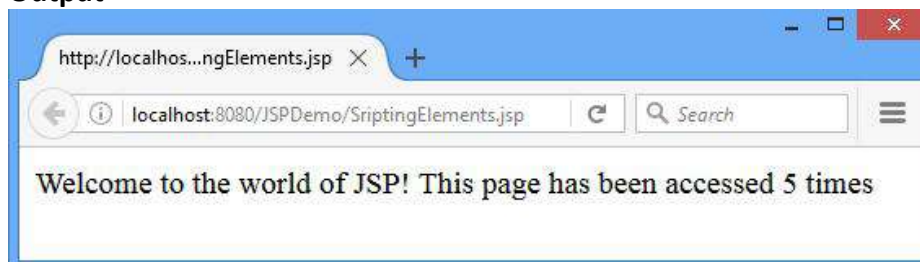 Output
http://localhos...ngElements.jsp
localhost:8080/JSPDemo/SriptingElements.jsp
Search
Welcome to the world of JSP! This page has been accessed 5 times